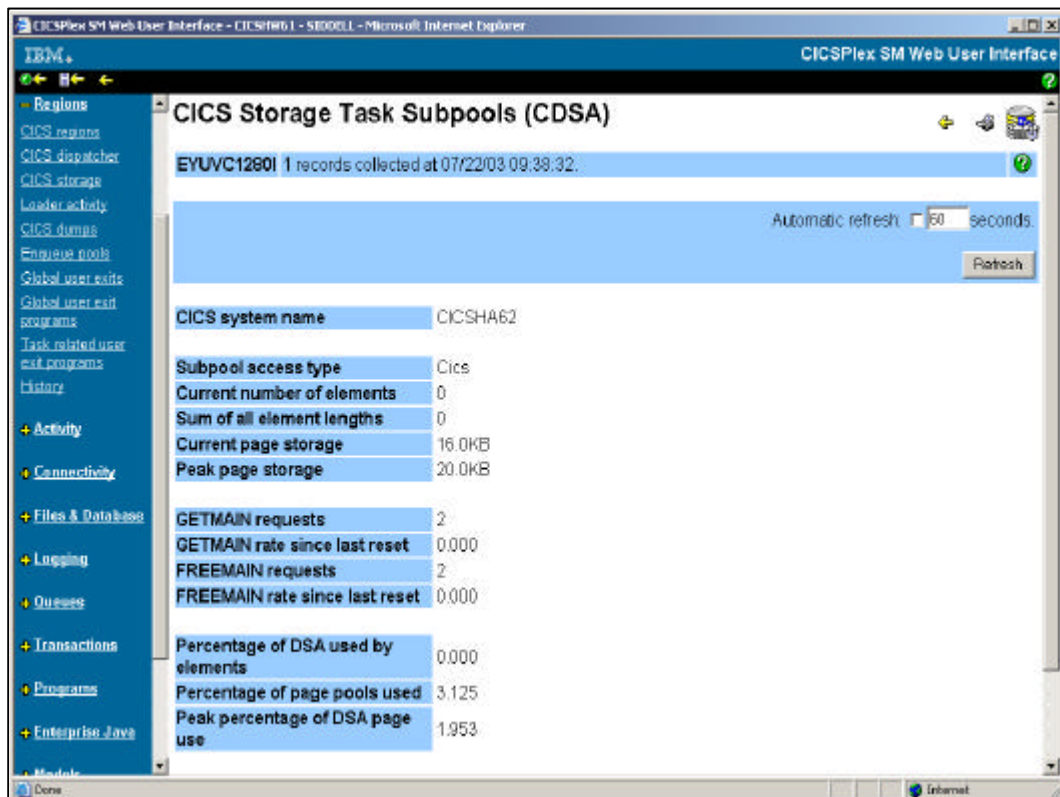 CICSPlex SM Web User Interface - CICSHA61 - SIDDELL - Microsoft Internet Explorer
IBM.
CICSPlex SM Web User Interface
Regions
CICS regions
CICS dispatcher
CICS storage
Loader activity
CICS dumps
Enqueue pools
Global user exits
Global user exit
programs
Task related user
exit programs
History
Activity
Connectivity
Files & Database
Logging
Queues
Transactions
Programs
Enterprise Java
Models
CICS Storage Task Subpools (CDSA)
EYUVC1280I 1 records collected at 07/22/03 09:38:32.
Automatic refresh: 60 seconds.
Refresh
CICS system name CICSHA62
Subpool access type Cics
Current number of elements 0
Sum of all element lengths 0
Current page storage 16.0KB
Peak page storage 20.0KB
GETMAIN requests 2
GETMAIN rate since last reset 0.000
FREEMAIN requests 2
FREEMAIN rate since last reset 0.000
Percentage of DSA used by
elements 0.000
Percentage of page pools used 3.125
Peak percentage of DSA page
use 1.953
Done
Internet